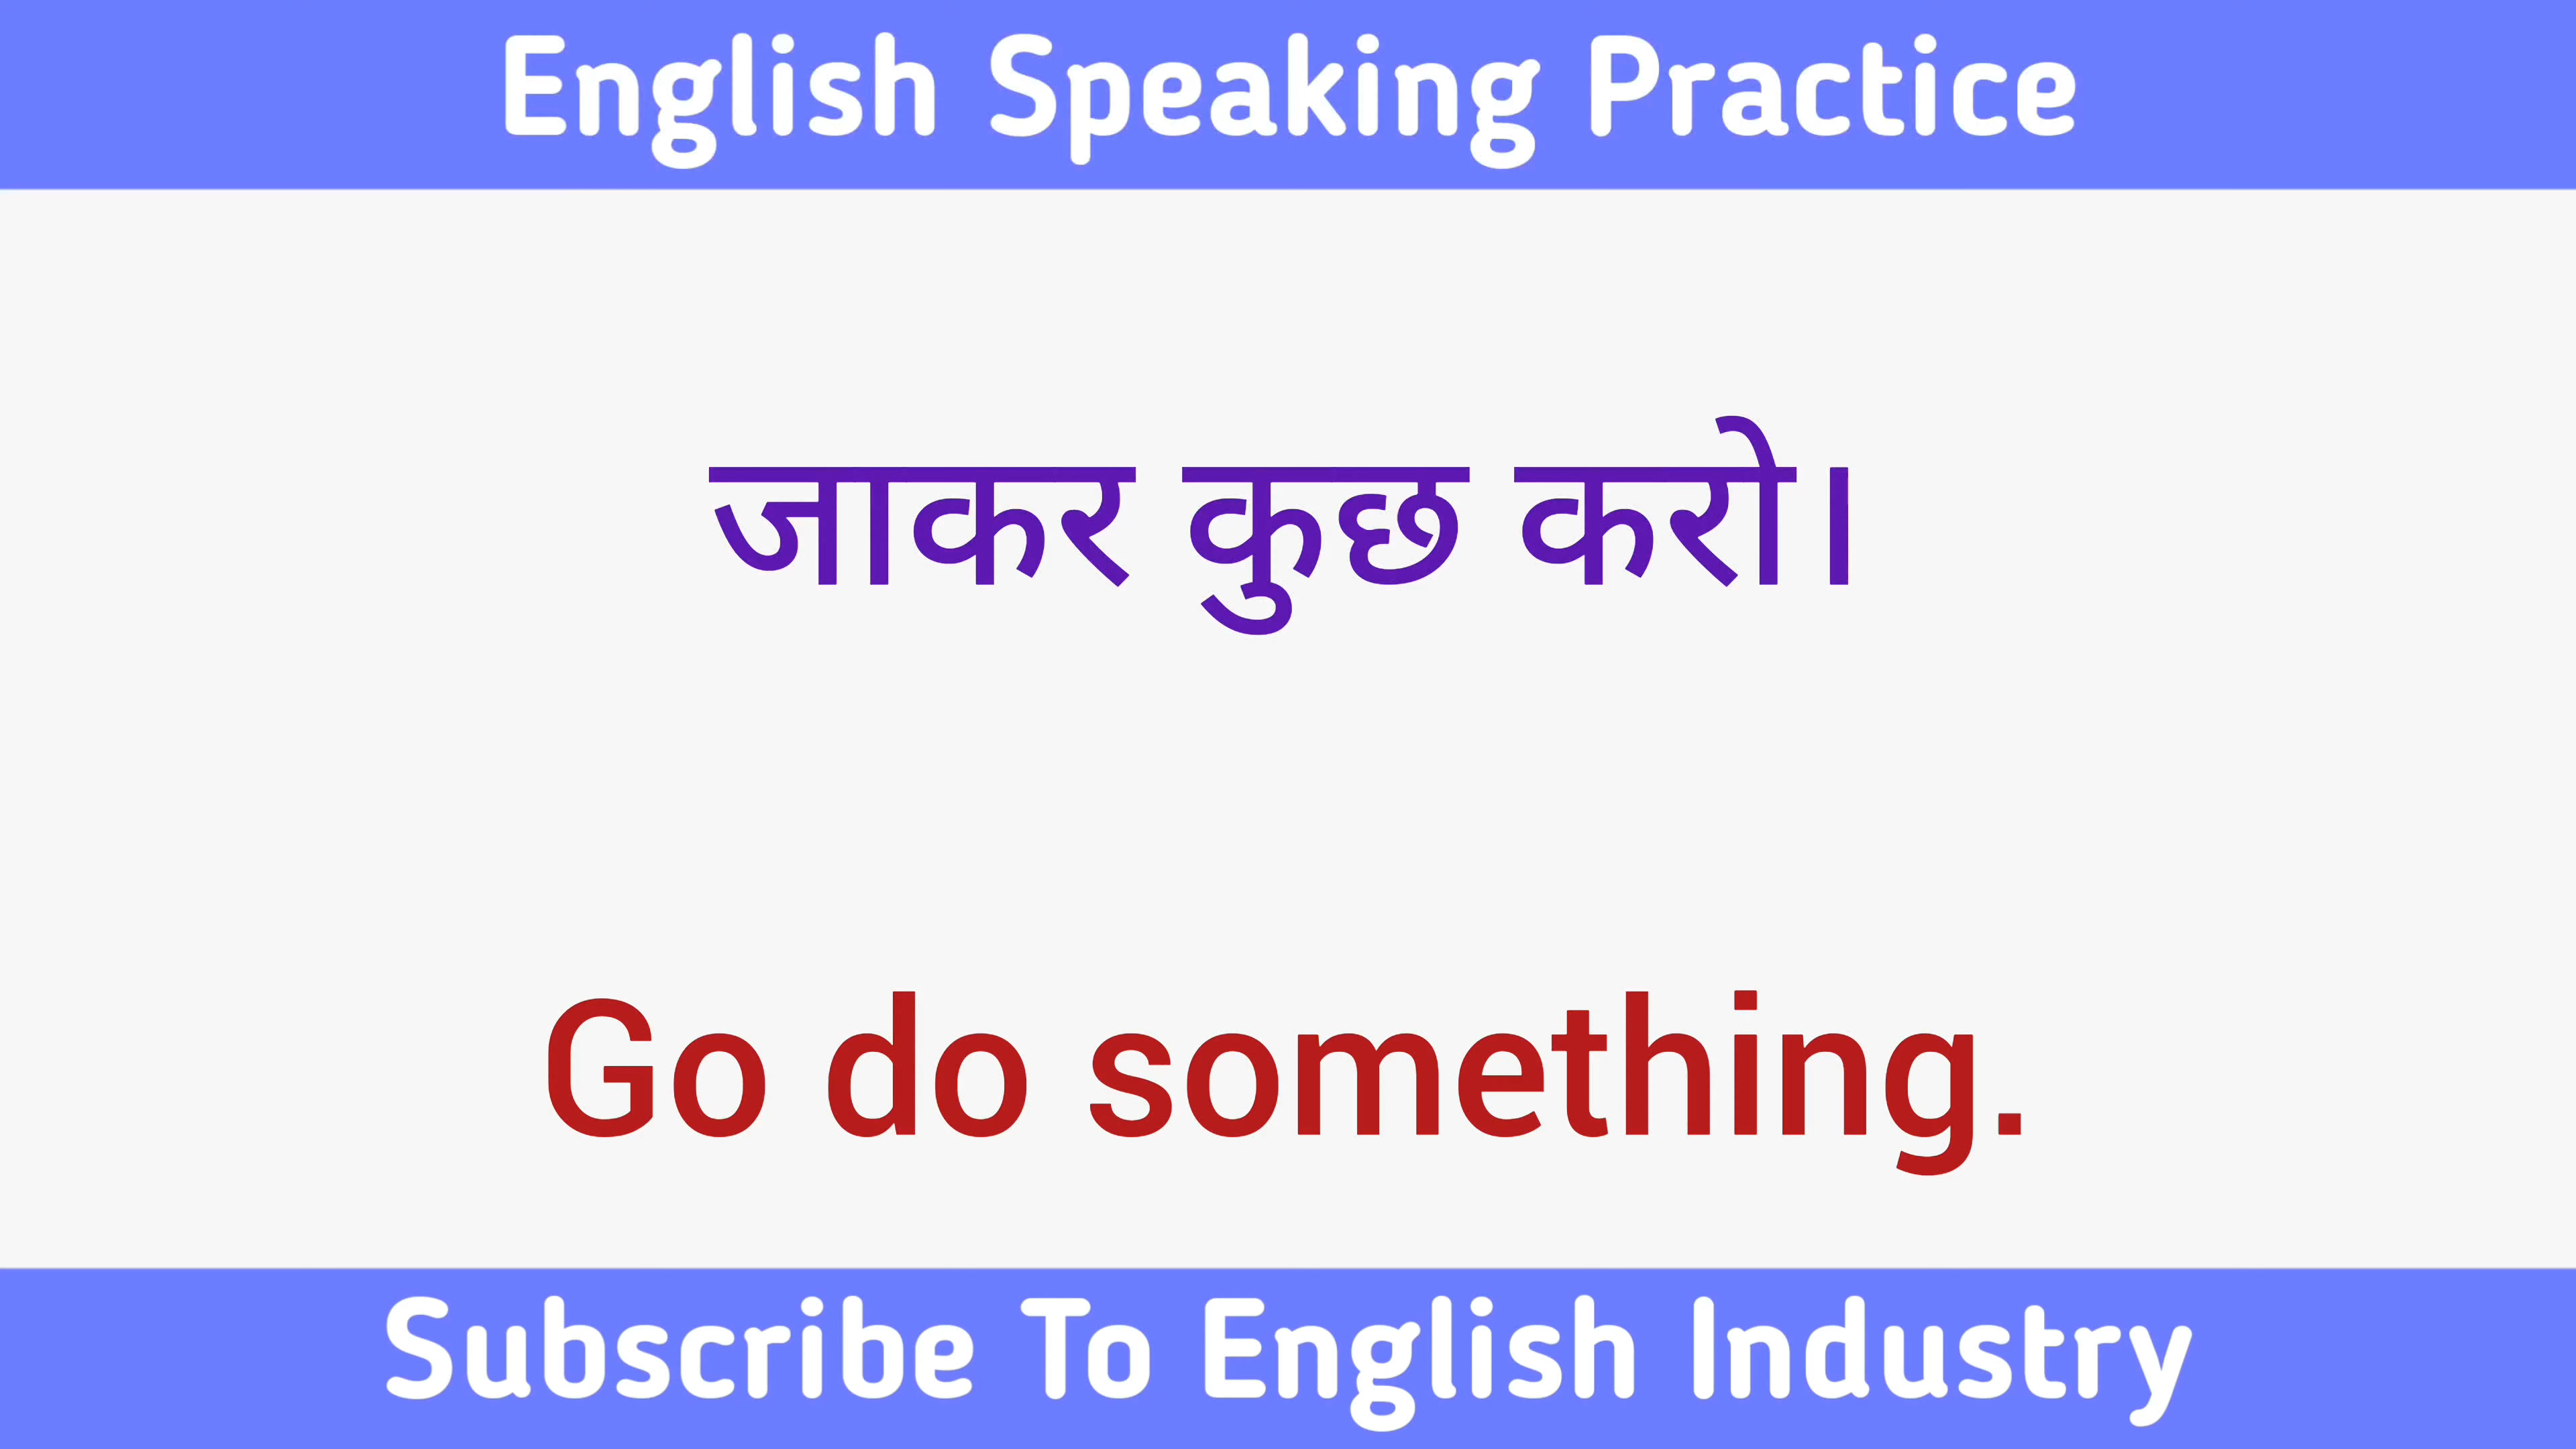 English Speaking Practice
जाकर कुछ करो।
Go do something.
Subscribe To English Industry